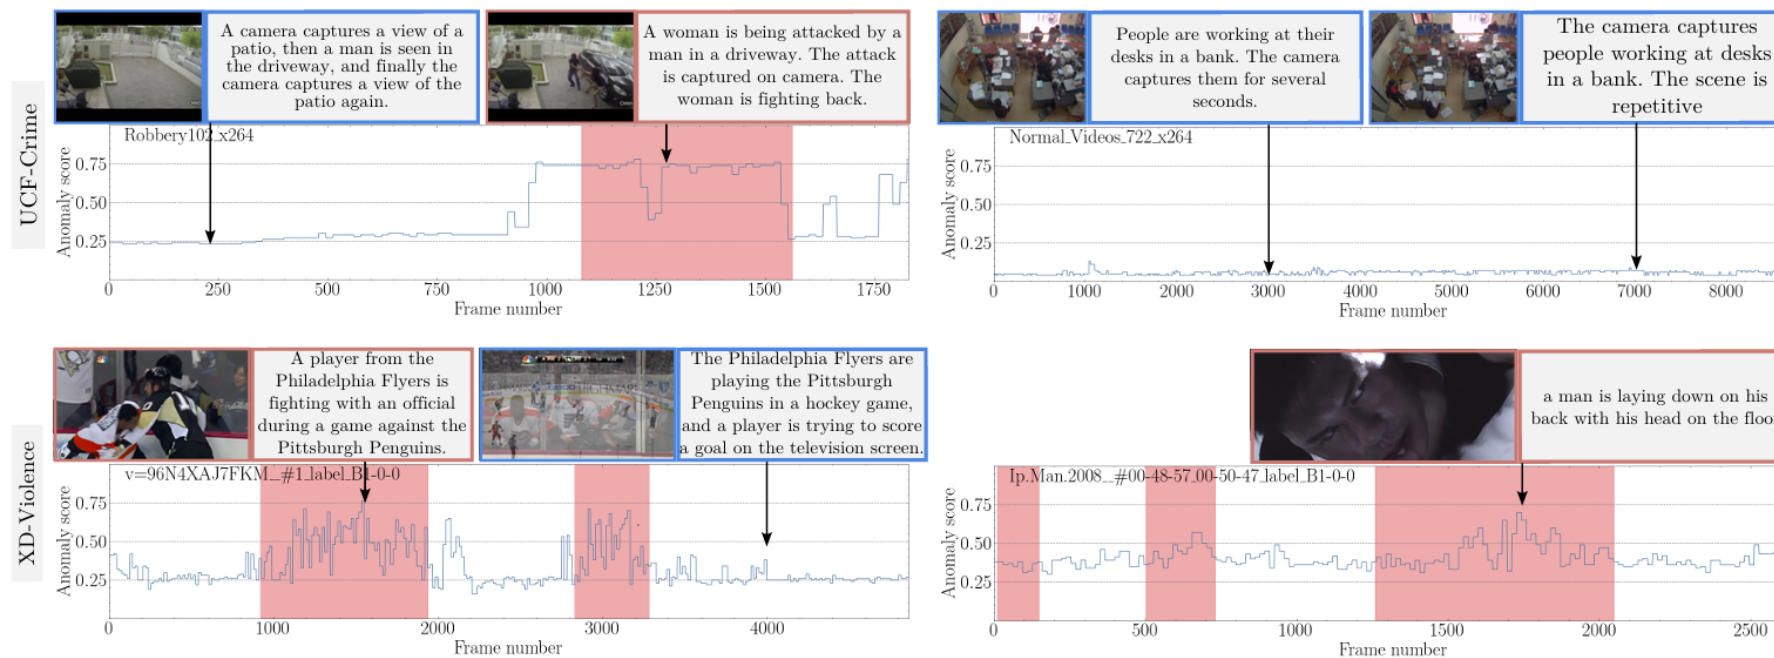 UCF-Crime
A camera captures a view of a
patio, then a man is seen in
the driveway, and finally the
camera captures a view of the
patio again.
A woman is being attacked by a
man in a driveway. The attack
is captured on camera. The
woman is fighting back.
Robbery102_x264
Anomaly score
0.75
0.50
0.25
0 250 500 750 1000 1250 1500 1750
Frame number
People are working at their
desks in a bank. The camera
captures them for several
seconds.
The camera captures
people working at desks
in a bank. The scene is
repetitive
Normal_Videos_722_x264
Anomaly score
0.75
0.50
0.25
0 1000 2000 3000 4000 5000 6000 7000 8000
Frame number
XD-Violence
A player from the
Philadelphia Flyers is
fighting with an official
during a game against the
Pittsburgh Penguins.
The Philadelphia Flyers are
playing the Pittsburgh
Penguins in a hockey game,
and a player is trying to score
a goal on the television screen.
v=96N4XAJ7FKM_#1_label_B1-0-0
Anomaly score
0.75
0.50
0.25
0 1000 2000 3000 4000
Frame number
a man is laying down on his
back with his head on the floor
Ip.Man.2008_#00-48-57_00-50-47_label_B1-0-0
Anomaly score
0.75
0.50
0.25
0 500 1000 1500 2000
Frame number